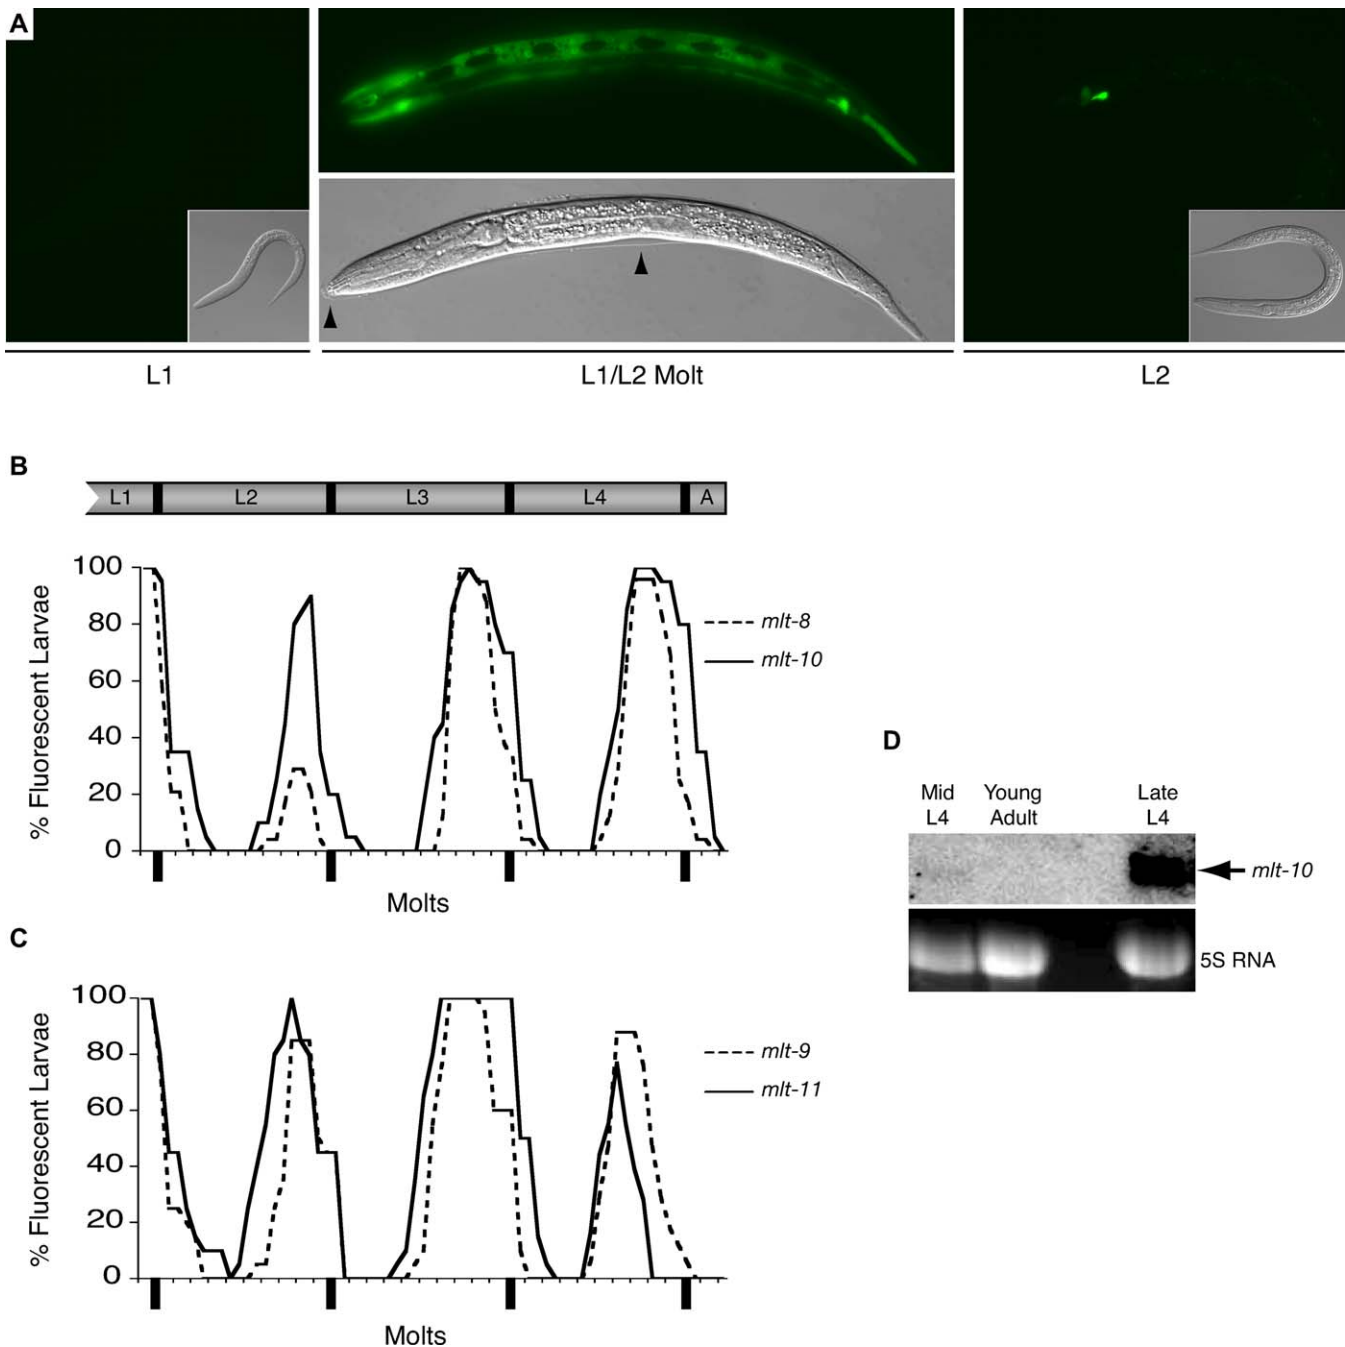 A
L1
L1/L2 Molt
L2
B
L1 L2 L3 L4 A
100
80
60
40
20
0
% Fluorescent Larvae
mlt-8
mlt-10
Molts
C
100
80
60
40
20
0
% Fluorescent Larvae
mlt-9
mlt-11
Molts
D
Mid L4
Young Adult
Late L4
mlt-10
5S RNA